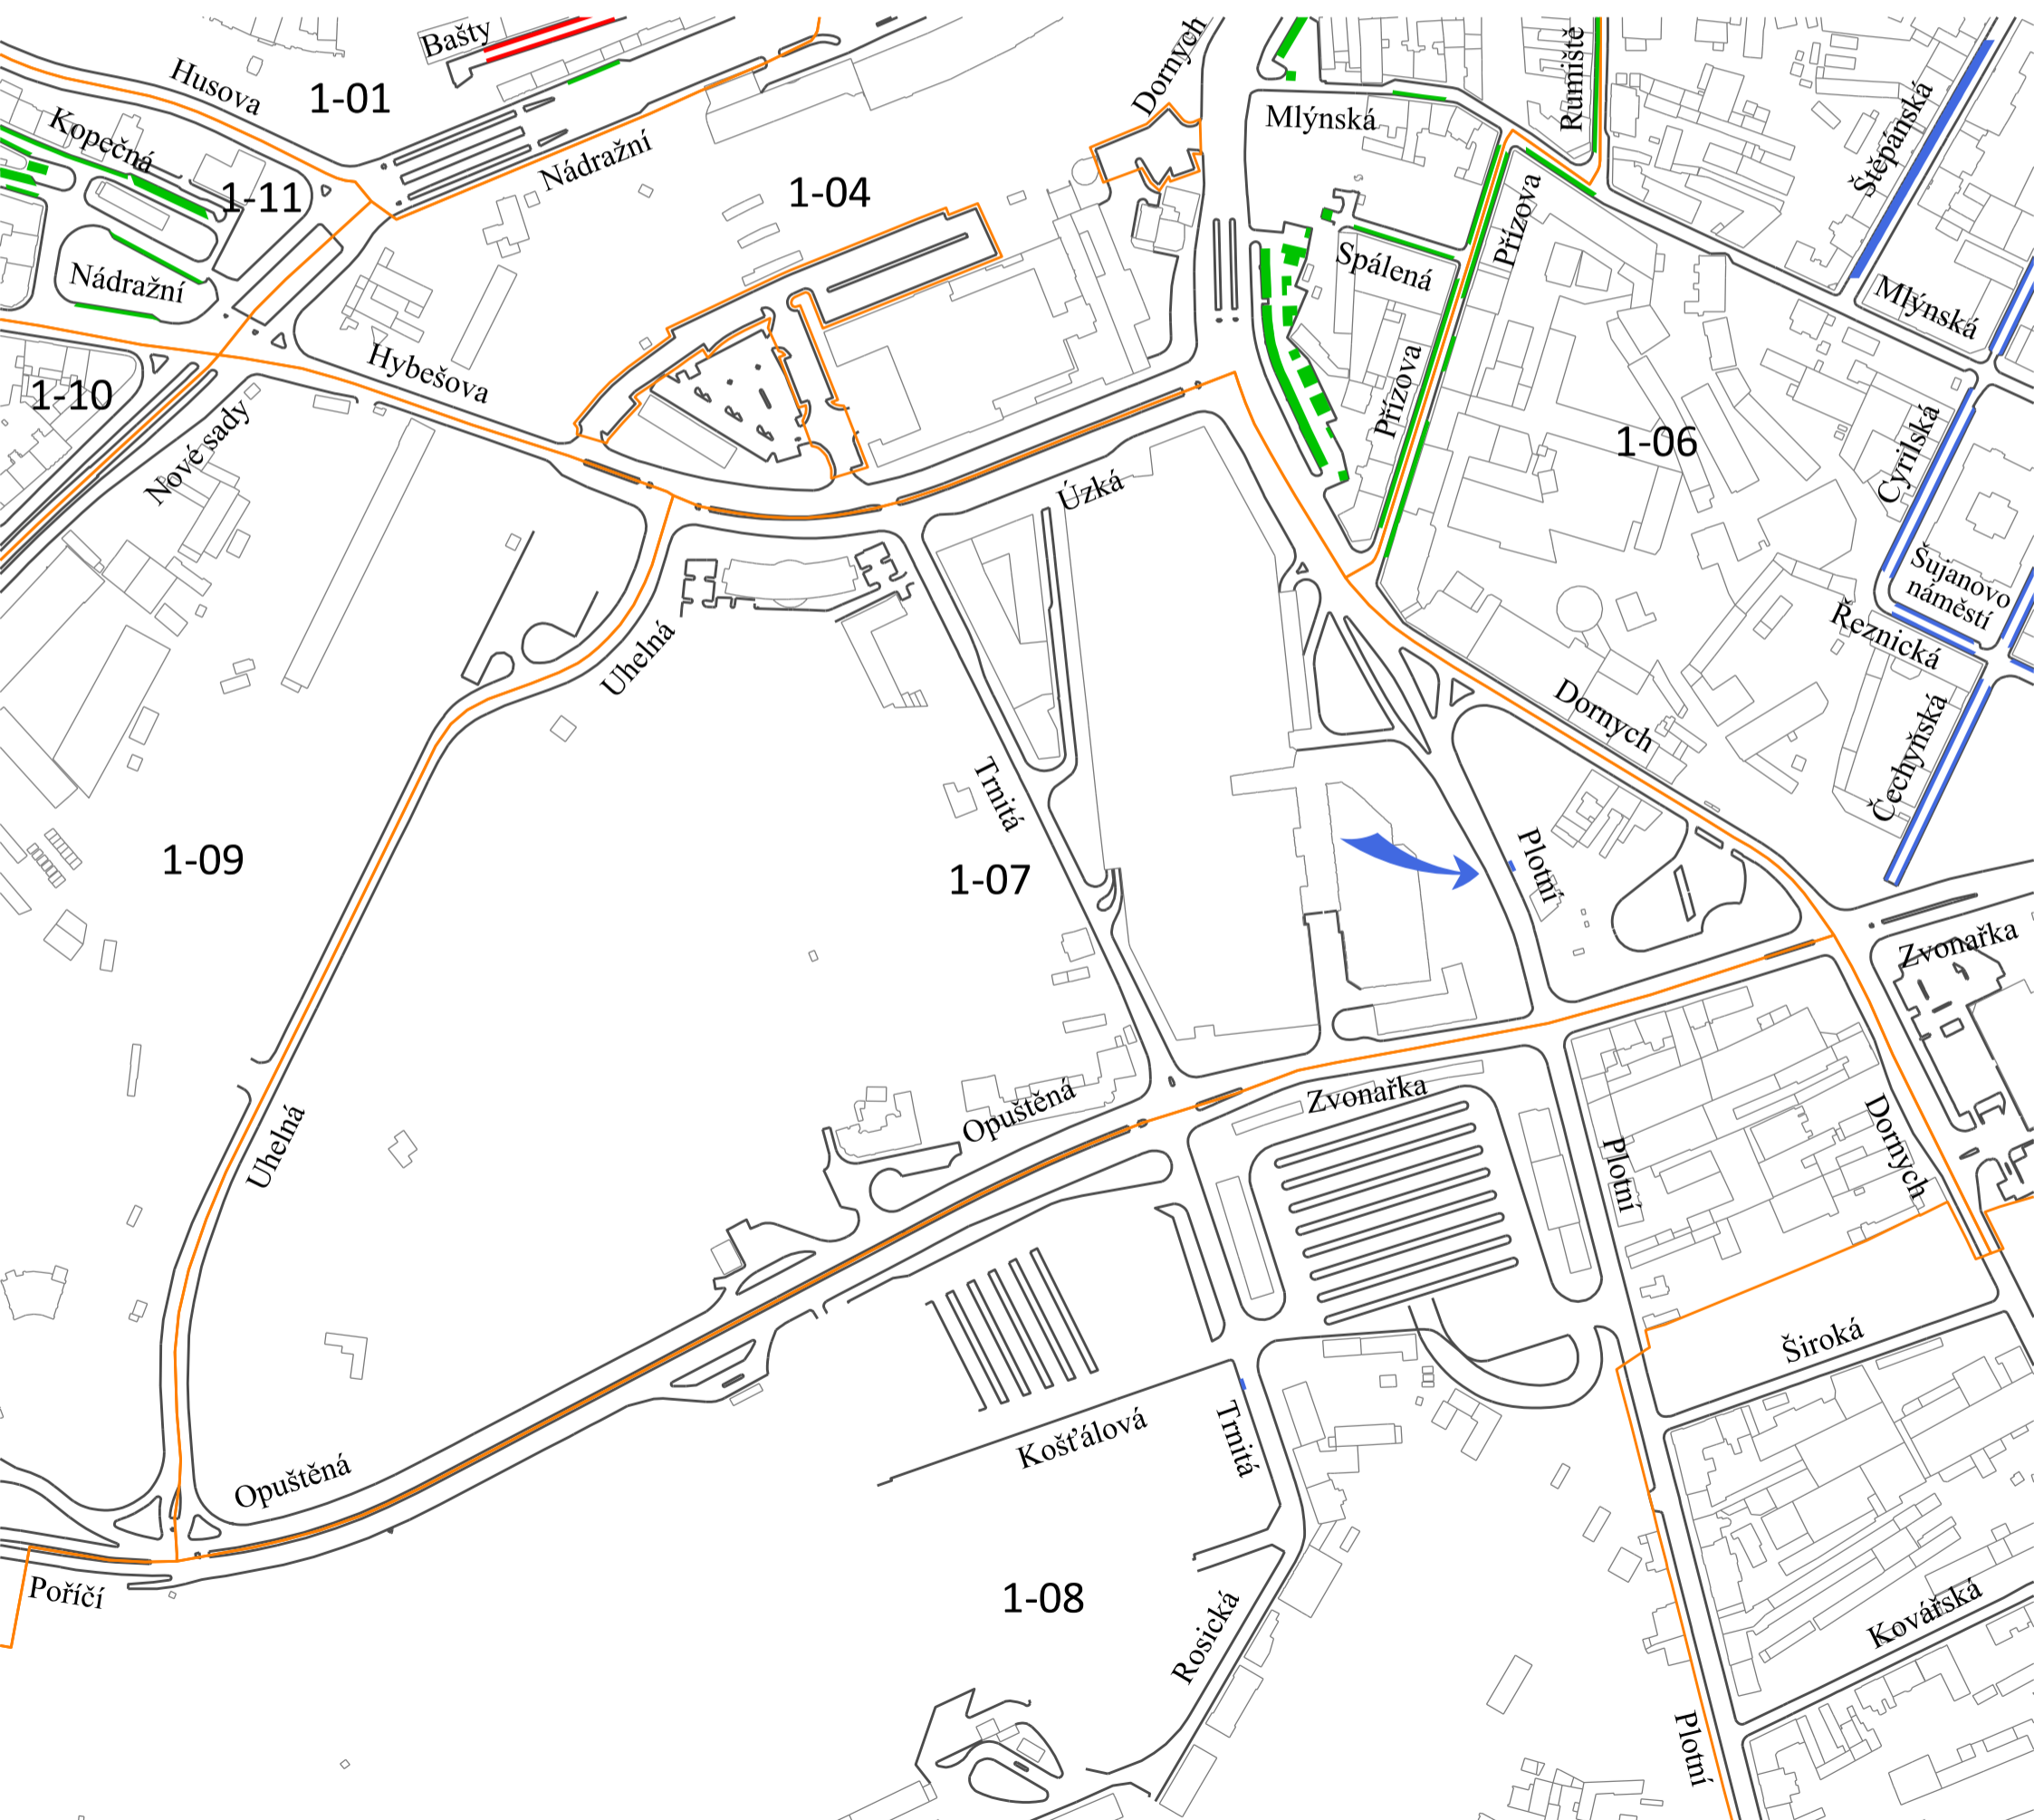 Bašty
Dornych
Rumiště
Husova
1-01
Štěpánská
Mlýnská
Kopečná
Nádražní
1-11
1-04
Přízova
Spálená
Nádražní
Mlýnská
Hybešova
Přízova
1-10
Nové sady
1-06
Cyrilská
Úzká
Šujanovo
náměstí
Řeznická
Uhelná
Dornych
Čechyňská
Trnitá
Plotní
1-09
1-07
Zvonařka
Zvonařka
Opuštěná
Uhelná
Dornych
Plotní
Široká
Košťálová
Trnitá
Opuštěná
Poříčí
1-08
Rosická
Kovářská
Plotní